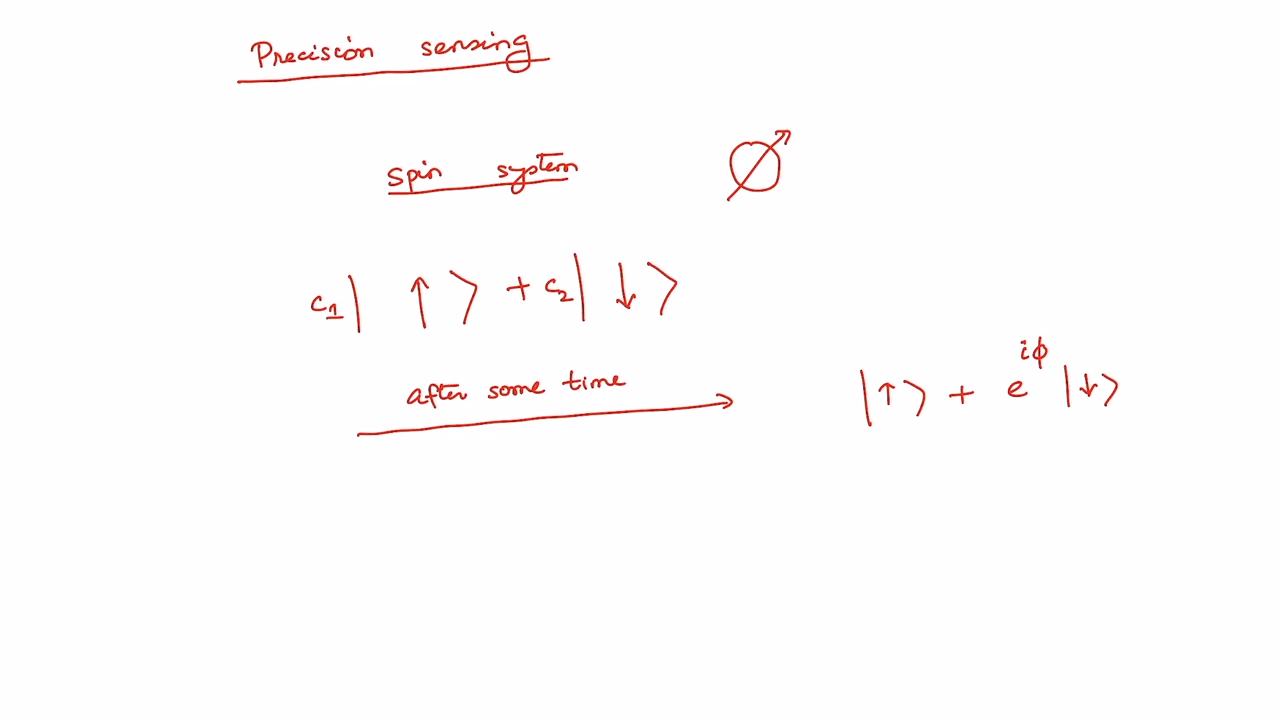 Precision sensing
spin system
c₁|↑⟩ + c₂|↓⟩
after some time
|↑⟩ + e^{iϕ} |↓⟩